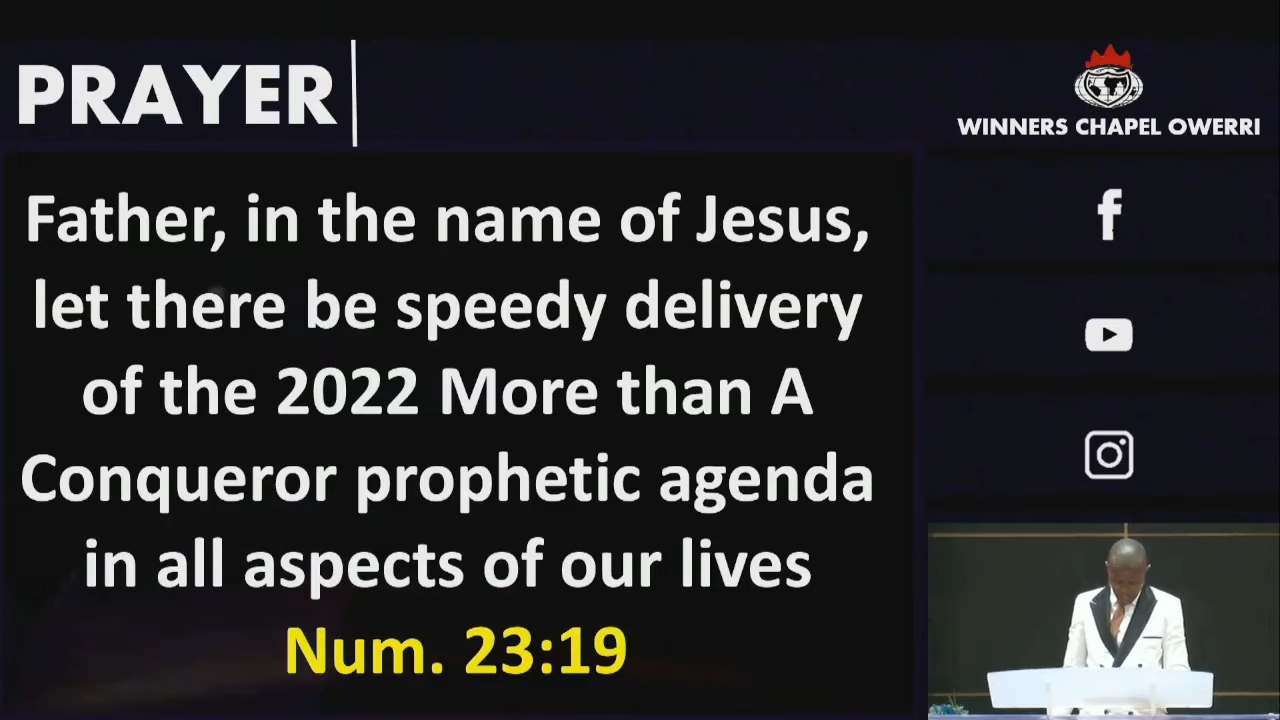 PRAYER
WINNERS CHAPEL OWERRI
Father, in the name of Jesus,
let there be speedy delivery
of the 2022 More than A
Conqueror prophetic agenda
in all aspects of our lives
Num. 23:19